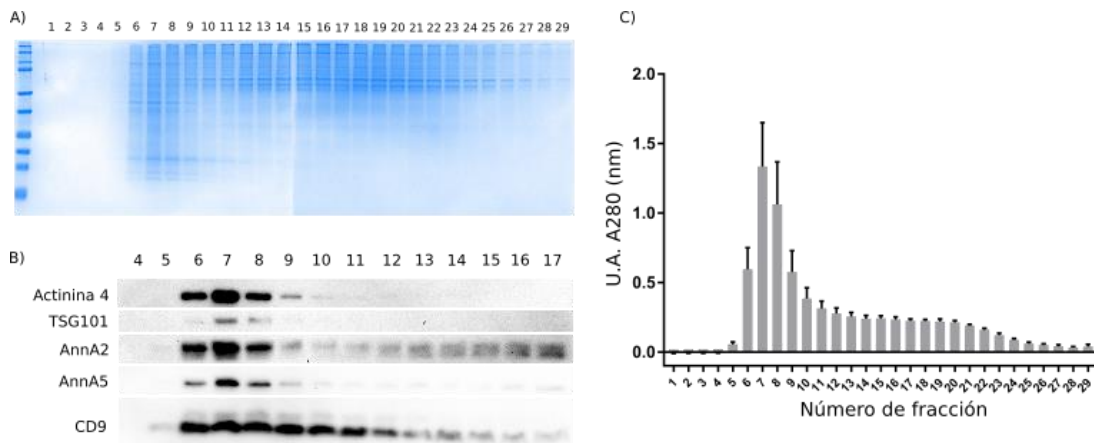 A)
1 2 3 4 5 6 7 8 9 10 11 12 13 14 15 16 17 18 19 20 21 22 23 24 25 26 27 28 29
B)
4 5 6 7 8 9 10 11 12 13 14 15 16 17
Actinina 4
TSG101
AnnA2
AnnA5
CD9
C)
2.0
1.5
1.0
0.5
0.0
U.A. A280 (nm)
1 2 3 4 5 6 7 8 9 10 11 12 13 14 15 16 17 18 19 20 21 22 23 24 25 26 27 28 29
Número de fracción